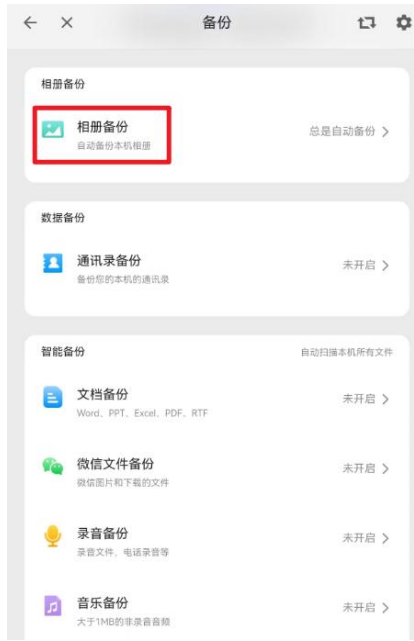 备份
相册备份
相册备份
自动备份本机相册
总是自动备份
数据备份
通讯录备份
备份您的本机的通讯录
未开启
智能备份
自动扫描本机所有文件
文档备份
Word、PPT、Excel、PDF、RTF
未开启
微信文件备份
微信图片和下载的文件
未开启
录音备份
录音文件、电话录音等
未开启
音乐备份
大于1MB的非录音音频
未开启